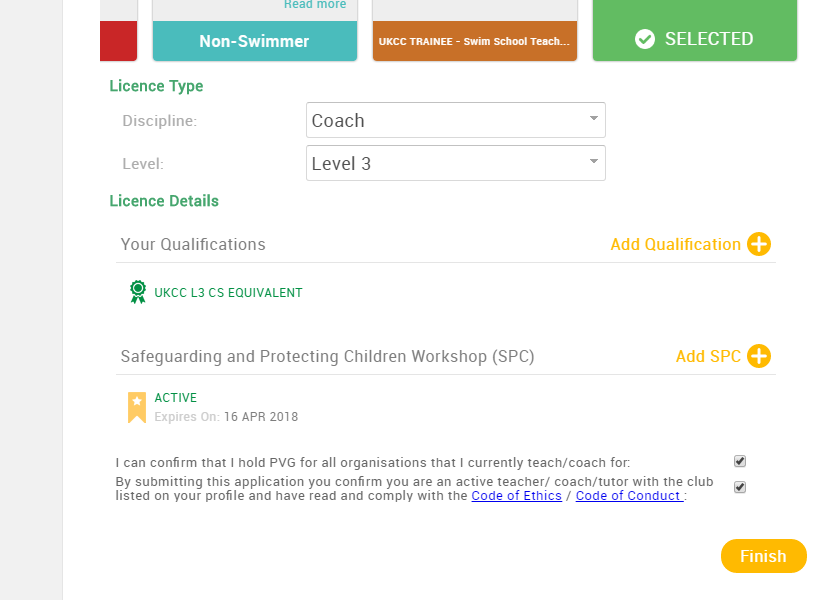 Read more
Non-Swimmer
UKCC TRAINEE - Swim School Teach...
SELECTED
Licence Type
Discipline:
Coach
Level:
Level 3
Licence Details
Your Qualifications
Add Qualification
UKCC L3 CS EQUIVALENT
Safeguarding and Protecting Children Workshop (SPC)
Add SPC
ACTIVE
Expires On: 16 APR 2018
I can confirm that I hold PVG for all organisations that I currently teach/coach for:
By submitting this application you confirm you are an active teacher/ coach/tutor with the club
listed on your profile and have read and comply with the Code of Ethics / Code of Conduct :
Finish